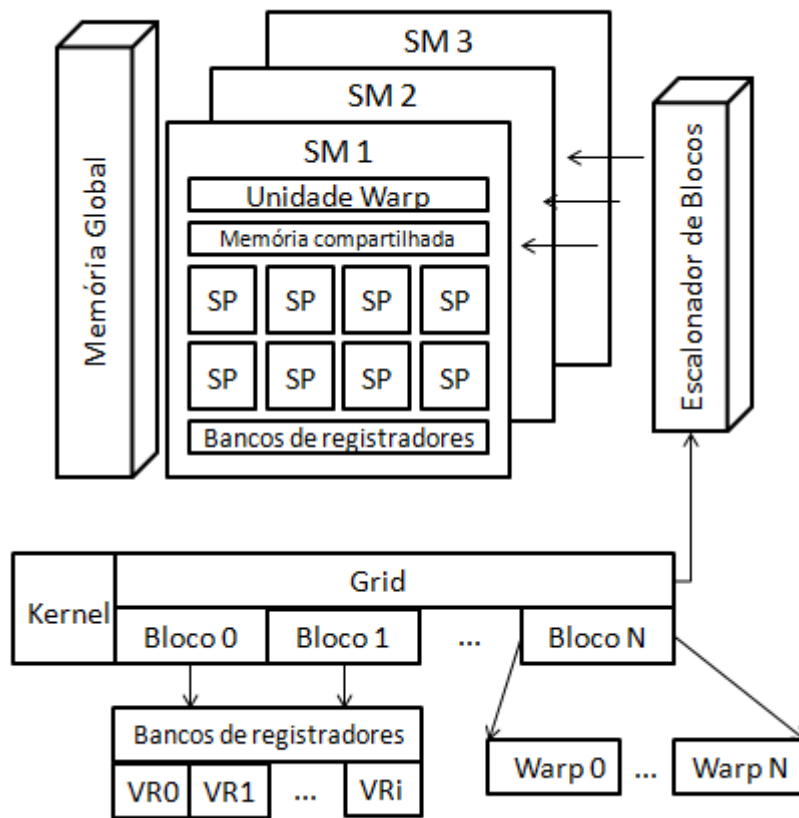 SM 3
SM 2
SM 1
Memória Global
Unidade Warp
Memória compartilhada
SP SP SP SP
SP SP SP SP
Bancos de registradores
Escalonador de Blocos
Kernel
Grid
Bloco 0 Bloco 1 ... Bloco N
Bancos de registradores
VR0 VR1 ... VRi
Warp 0 ... Warp N